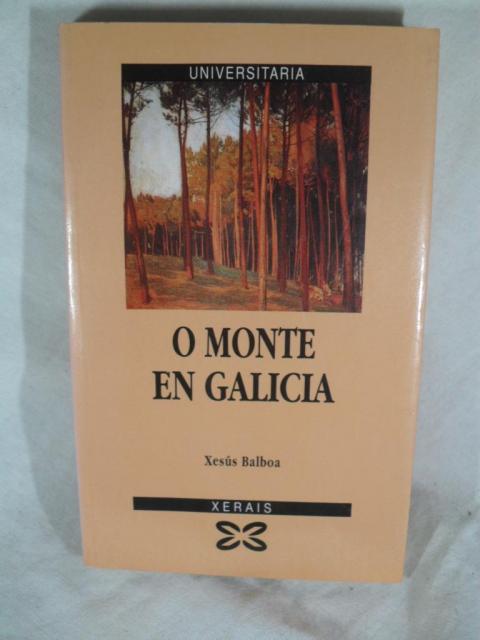 UNIVERSITARIA
O MONTE
EN GALICIA
Xesús Balboa
XERAIS